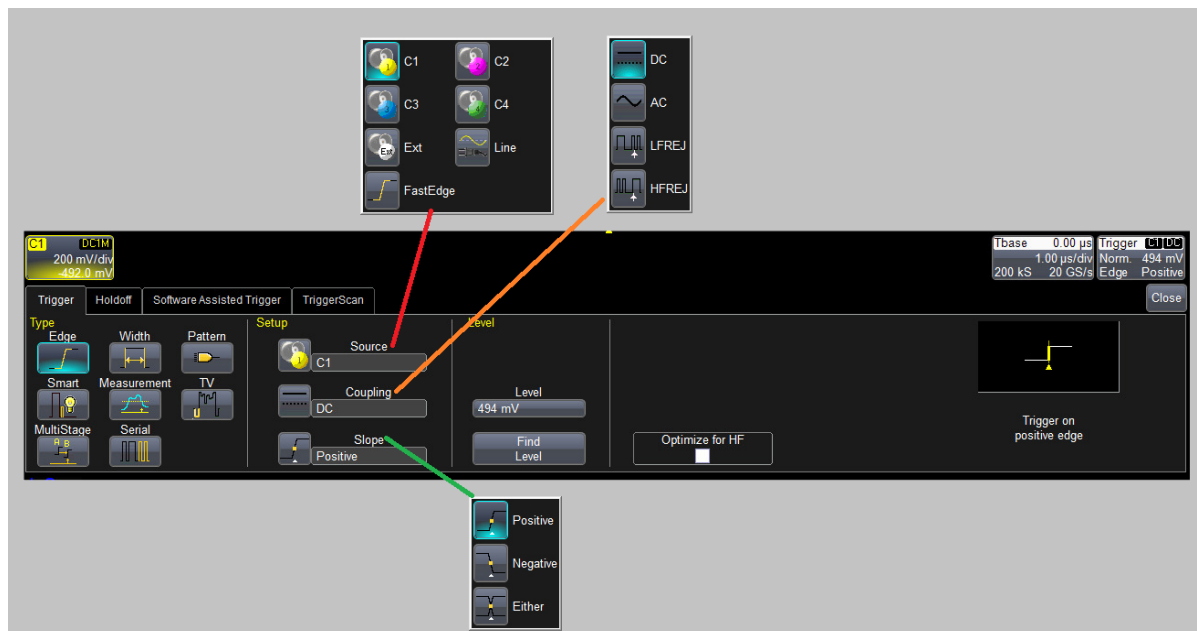 C1 C2
C3 C4
Ext Ext Line
FastEdge
DC
AC
LFREJ
HFREJ
C1 DC1M
200 mV/div
-492.0 mV
Tbase 0.00 µs
1.00 µs/div
200 kS 20 GS/s
Trigger C1 DC
Norm. 494 mV
Edge Positive
Trigger Holdoff Software Assisted Trigger TriggerScan
Close
Type
Edge Width Pattern
Smart Measurement TV
MultiStage Serial
A B
Setup
Source
C1
Coupling
DC
Slope
Positive
Level
Level
494 mV
Find
Level
Optimize for HF
Trigger on
positive edge
Positive
Negative
Either